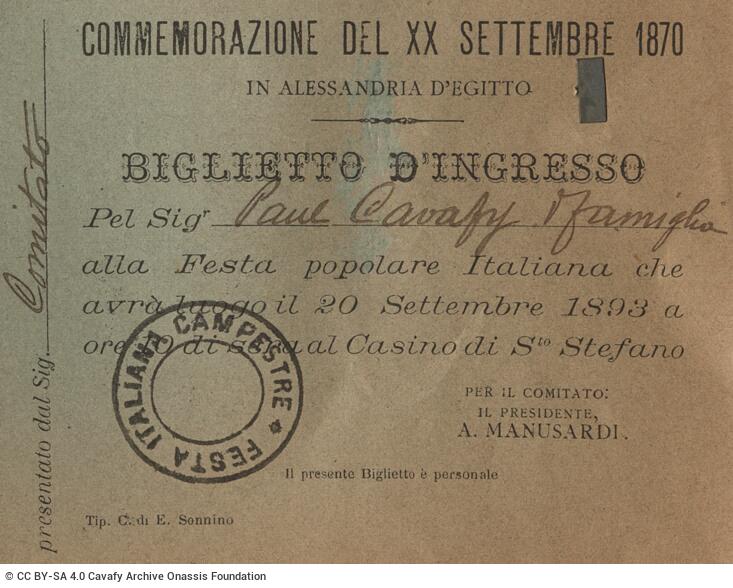 COMMEMORAZIONE DEL XX SETTEMBRE 1870
IN ALESSANDRIA D'EGITTO
BIGLIETTO D'INGRESSO
Pel Sigʳ Paul Cavafy & famiglia
alla Festa popolare Italiana che
avrà luogo il 20 Settembre 1893 a
ore 10 di sera al Casino di Sᵗᵒ Stefano
PER IL COMITATO:
IL PRESIDENTE,
A. MANUSARDI.
Il presente Biglietto è personale
Tip. C. di E. Sonnino
presentato dal Sig. Comitato
FESTA ITALIANA CAMPESTRE *
© CC BY-SA 4.0 Cavafy Archive Onassis Foundation